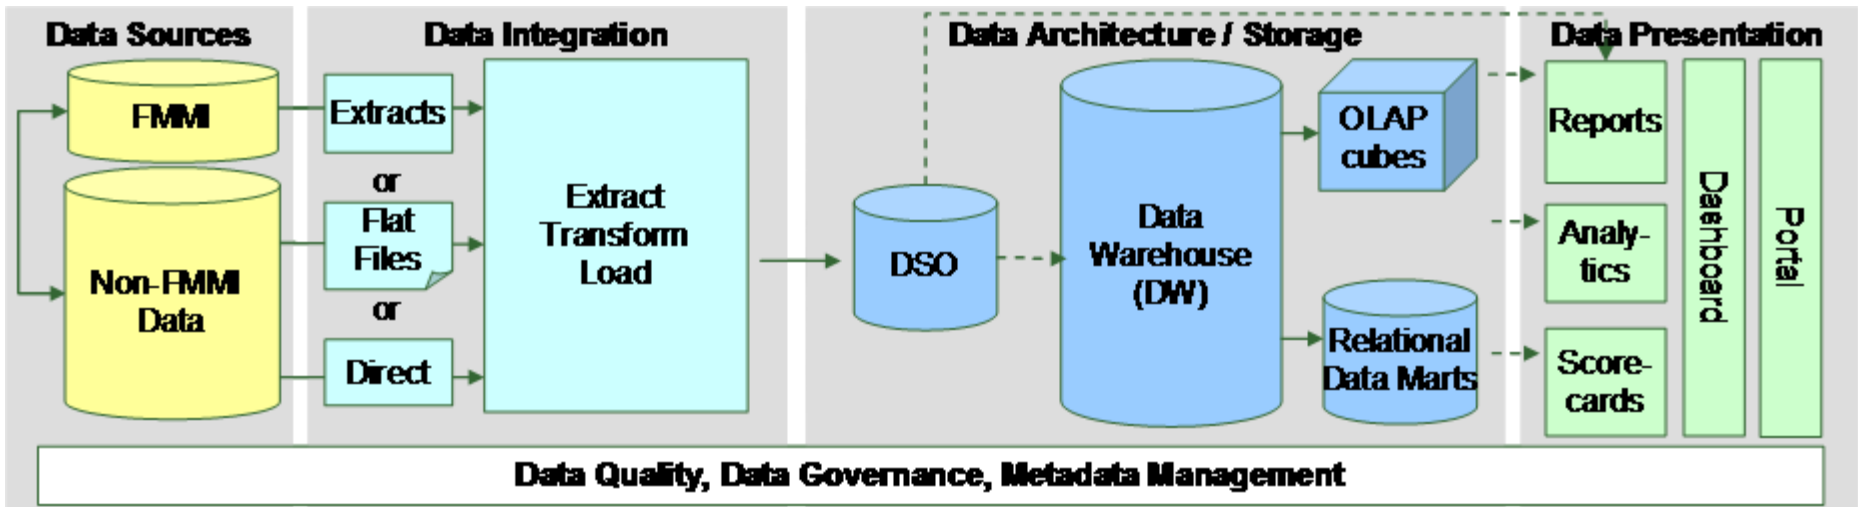 Data Sources
Data Integration
Data Architecture / Storage
Data Presentation
FMMI
Non-FMMI
Data
Extracts
or
Flat
Files
or
Direct
Extract
Transform
Load
DSO
Data
Warehouse
(DW)
OLAP
cubes
Relational
Data Marts
Reports
Analy-
tics
Score-
cards
Dashboard
Portal
Data Quality, Data Governance, Metadata Management